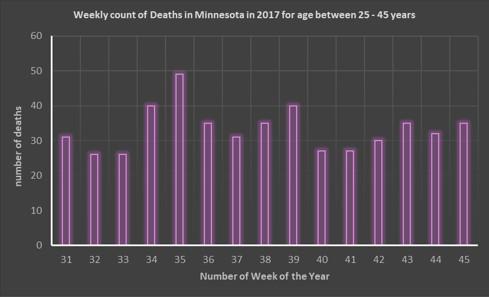 Weekly count of Deaths in Minnesota in 2017 for age between 25 - 45 years
60
50
40
30
20
10
0
number of deaths
31 32 33 34 35 36 37 38 39 40 41 42 43 44 45
Number of Week of the Year